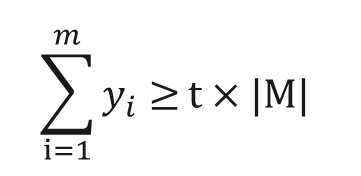 m
∑ yᵢ ≥ t × |M|
i=1